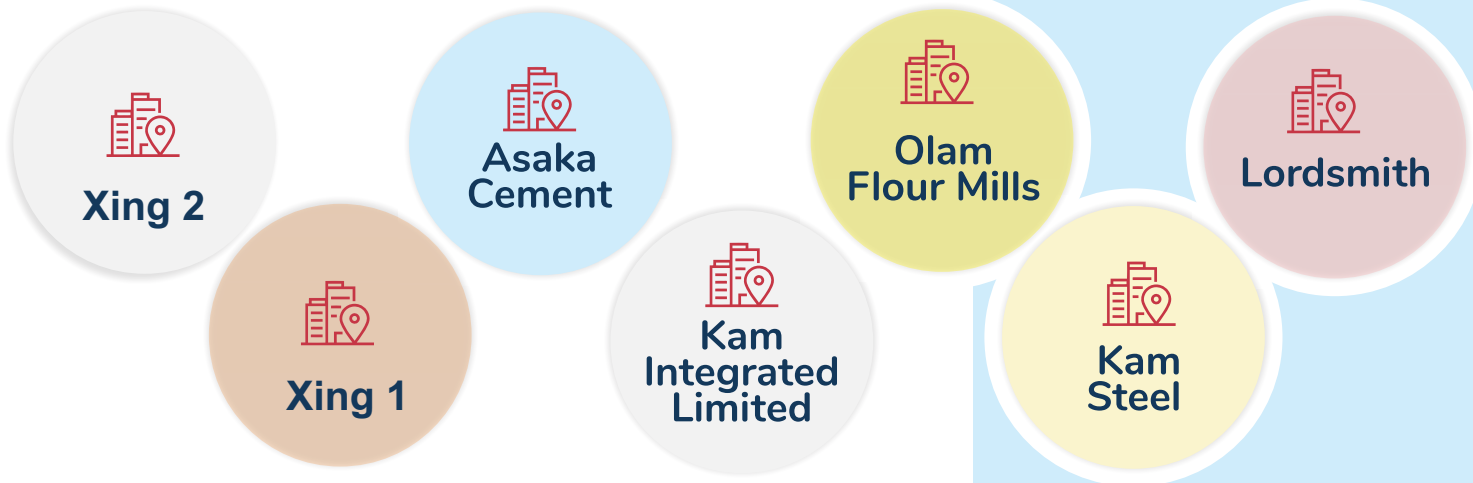 Xing 2
Xing 1
Asaka
Cement
Kam
Integrated
Limited
Olam
Flour Mills
Kam
Steel
Lordsmith